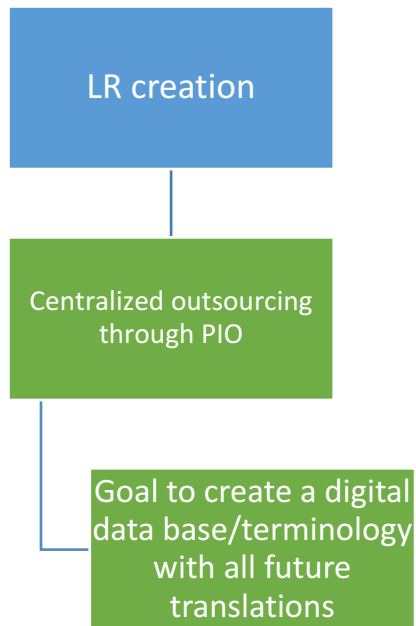 LR creation
Centralized outsourcing
through PIO
Goal to create a digital
data base/terminology
with all future
translations